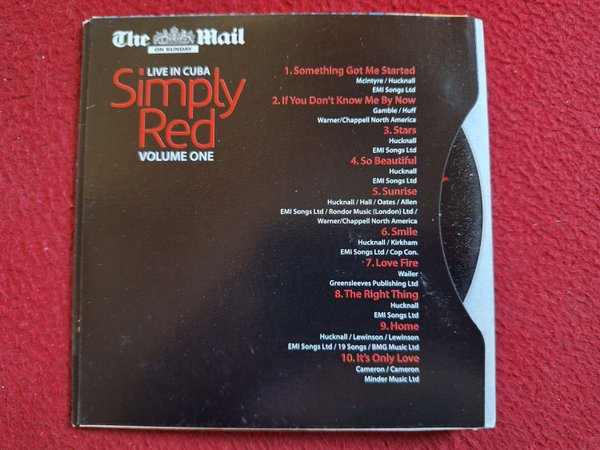 The Mail
ON SUNDAY
LIVE IN CUBA
Simply
Red
VOLUME ONE
1. Something Got Me Started
McIntyre / Hucknall
EMI Songs Ltd
2. If You Don't Know Me By Now
Gamble / Huff
Warner/Chappell North America
3. Stars
Hucknall
EMI Songs Ltd
4. So Beautiful
Hucknall
EMI Songs Ltd
5. Sunrise
Hucknall / Hall / Oates / Allen
EMI Songs Ltd / Rondor Music (London) Ltd /
Warner/Chappell North America
6. Smile
Hucknall / Kirkham
EMI Songs Ltd / Cop Con.
7. Love Fire
Wailer
Greensleeves Publishing Ltd
8. The Right Thing
Hucknall
EMI Songs Ltd
9. Home
Hucknall / Lewinson / Lewinson
EMI Songs Ltd / 19 Songs / BMG Music Ltd
10. It's Only Love
Cameron / Cameron
Minder Music Ltd